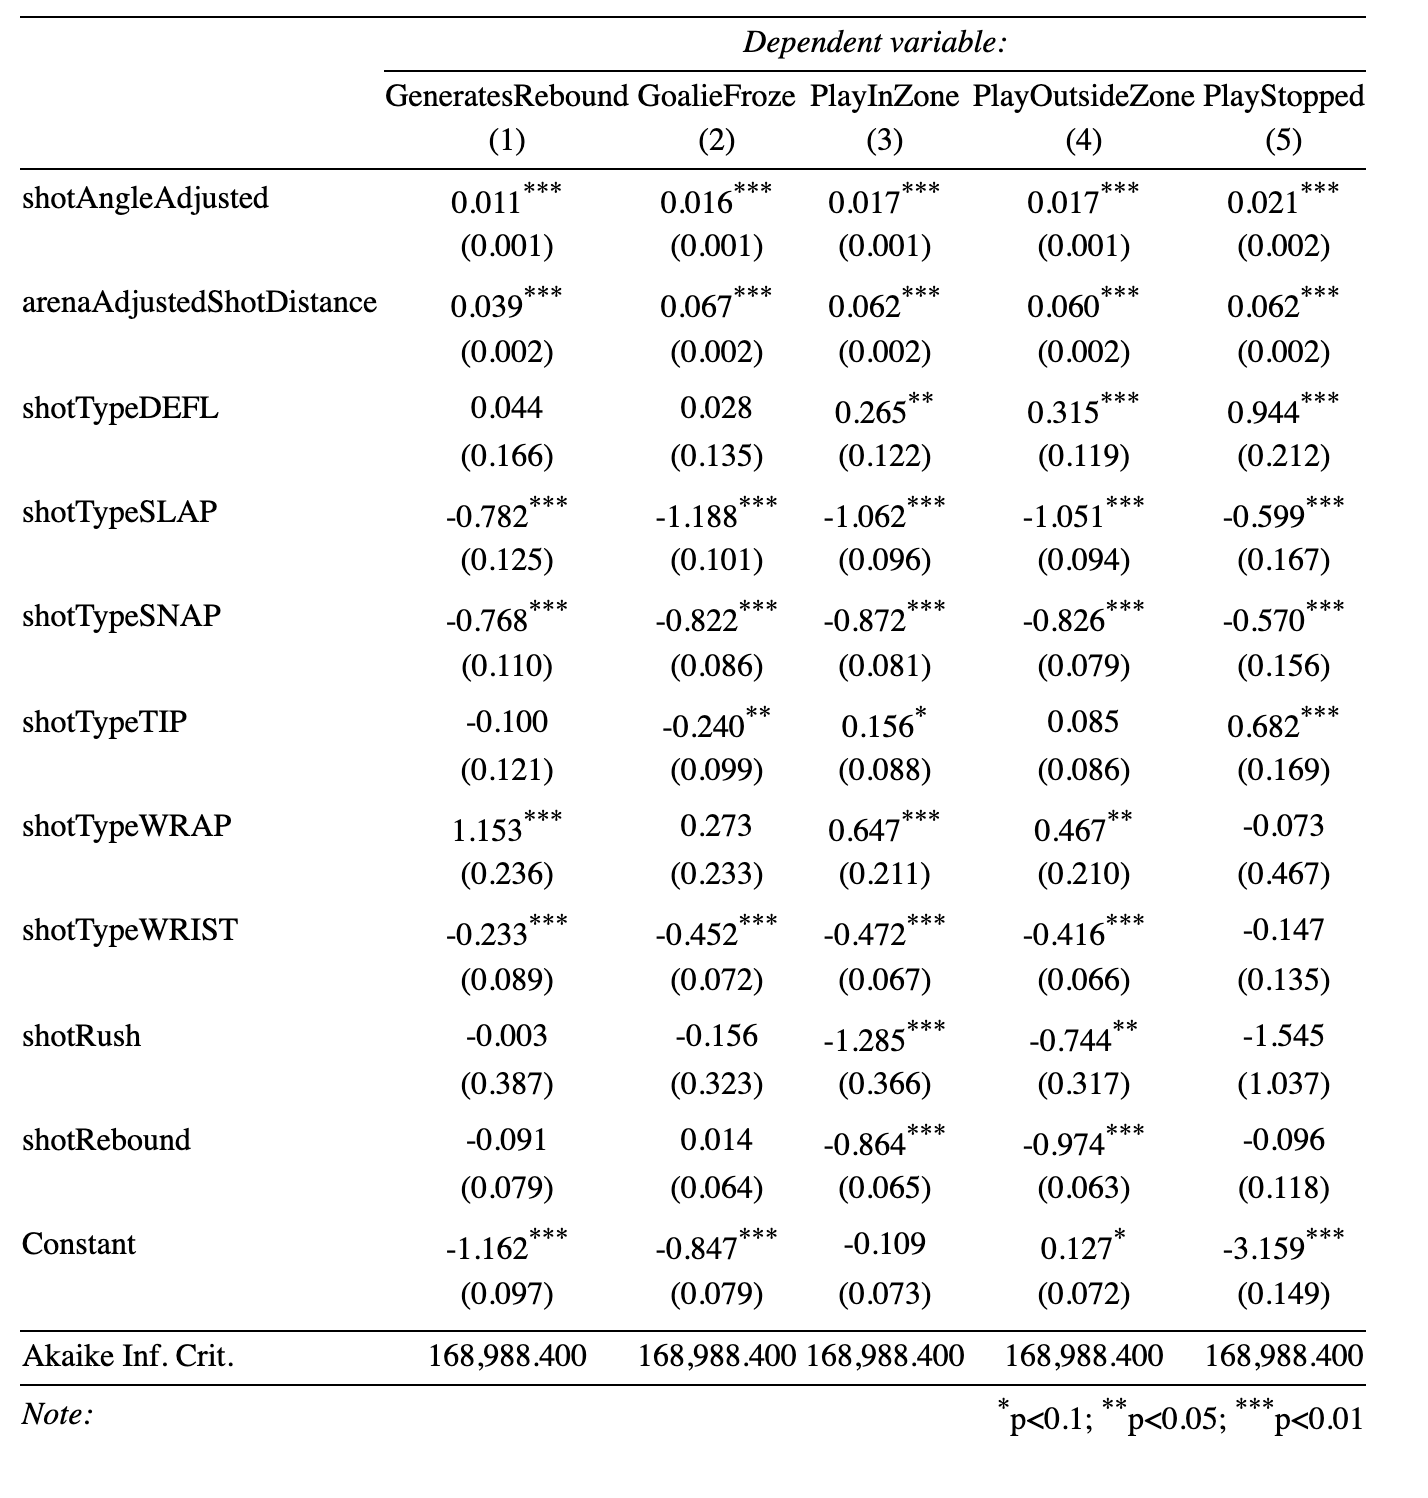 Dependent variable:
GeneratesRebound GoalieFroze PlayInZone PlayOutsideZone PlayStopped
(1) (2) (3) (4) (5)
shotAngleAdjusted 0.011*** 0.016*** 0.017*** 0.017*** 0.021***
(0.001) (0.001) (0.001) (0.001) (0.002)
arenaAdjustedShotDistance 0.039*** 0.067*** 0.062*** 0.060*** 0.062***
(0.002) (0.002) (0.002) (0.002) (0.002)
shotTypeDEFL 0.044 0.028 0.265** 0.315*** 0.944***
(0.166) (0.135) (0.122) (0.119) (0.212)
shotTypeSLAP -0.782*** -1.188*** -1.062*** -1.051*** -0.599***
(0.125) (0.101) (0.096) (0.094) (0.167)
shotTypeSNAP -0.768*** -0.822*** -0.872*** -0.826*** -0.570***
(0.110) (0.086) (0.081) (0.079) (0.156)
shotTypeTIP -0.100 -0.240** 0.156* 0.085 0.682***
(0.121) (0.099) (0.088) (0.086) (0.169)
shotTypeWRAP 1.153*** 0.273 0.647*** 0.467** -0.073
(0.236) (0.233) (0.211) (0.210) (0.467)
shotTypeWRIST -0.233*** -0.452*** -0.472*** -0.416*** -0.147
(0.089) (0.072) (0.067) (0.066) (0.135)
shotRush -0.003 -0.156 -1.285*** -0.744** -1.545
(0.387) (0.323) (0.366) (0.317) (1.037)
shotRebound -0.091 0.014 -0.864*** -0.974*** -0.096
(0.079) (0.064) (0.065) (0.063) (0.118)
Constant -1.162*** -0.847*** -0.109 0.127* -3.159***
(0.097) (0.079) (0.073) (0.072) (0.149)
Akaike Inf. Crit. 168,988.400 168,988.400 168,988.400 168,988.400 168,988.400
Note: *p<0.1; **p<0.05; ***p<0.01